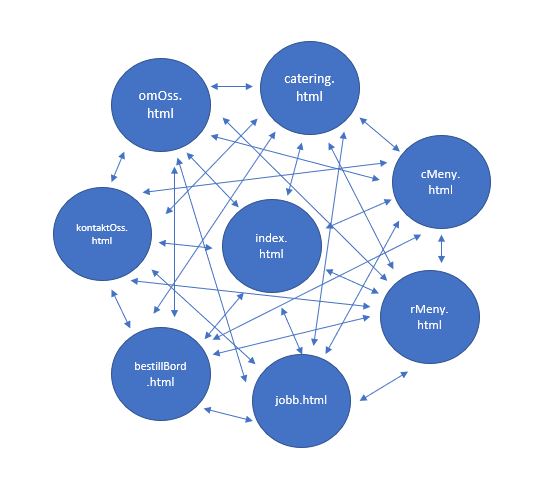 omOss.
html
catering.
html
cMeny.
html
kontaktOss.
html
index.
html
rMeny.
html
bestillBord
.html
jobb.html